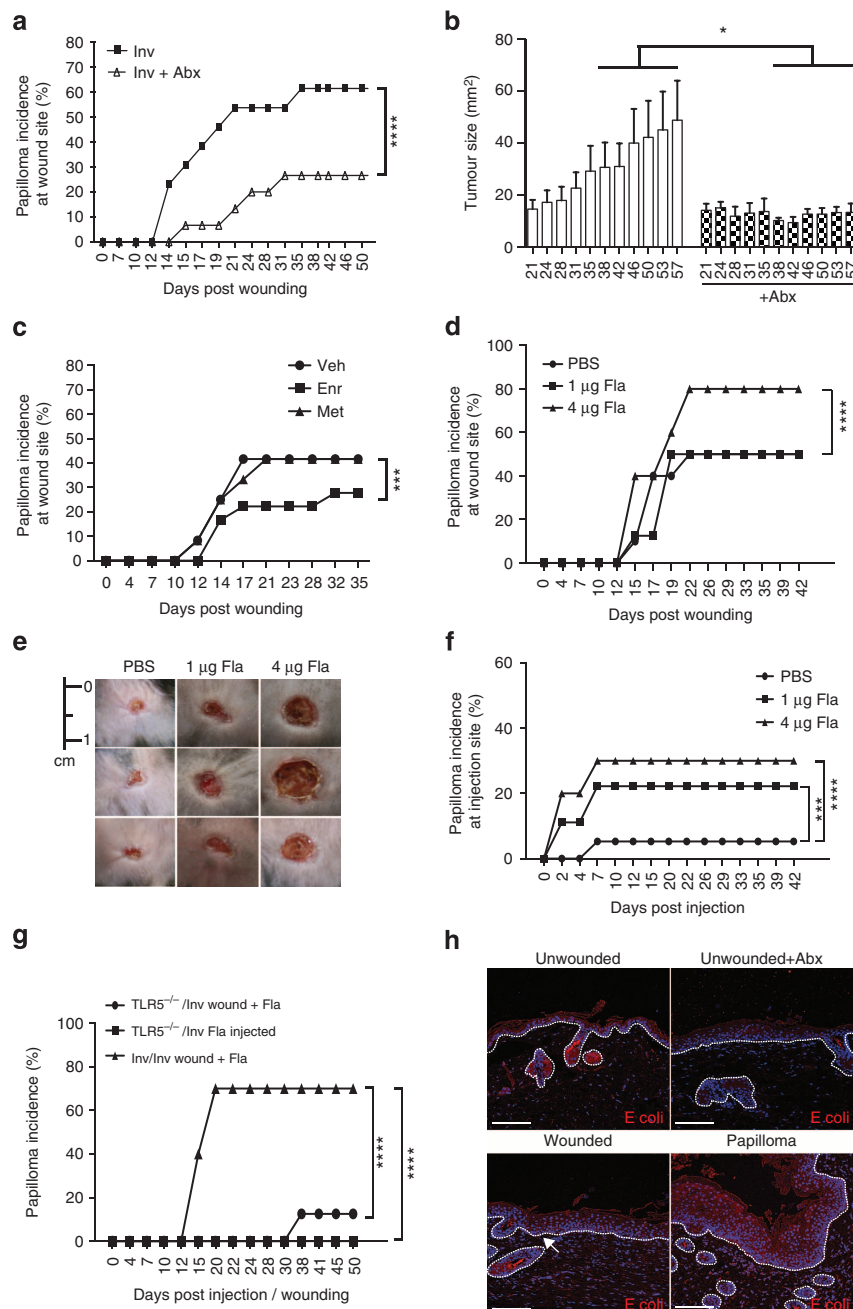 a
Inv
Inv + Abx
Papilloma incidence
at wound site (%)
80
70
60
50
40
30
20
10
0
0 7 10 12 14 15 17 19 21 24 28 31 35 38 42 46 50
Days post wounding
****
b
Tumour size (mm²)
80
60
40
20
0
21 24 28 31 35 38 42 46 50 53 57
21 24 28 31 35 38 42 46 50 53 57
+Abx
*
c
Veh
Enr
Met
Papilloma incidence
at wound site (%)
80
70
60
50
40
30
20
10
0
0 4 7 10 12 14 17 21 23 28 32 35
Days post wounding
***
d
PBS
1 μg Fla
4 μg Fla
Papilloma incidence
at wound site (%)
100
80
60
40
20
0
0 4 7 10 12 15 17 19 22 26 29 33 35 39 42
Days post wounding
****
e
PBS 1 μg Fla 4 μg Fla
0
1
cm
f
PBS
1 μg Fla
4 μg Fla
Papilloma incidence
at injection site (%)
60
40
20
0
0 2 4 7 10 12 15 20 22 26 29 33 35 39 42
Days post injection
***
****
g
TLR5⁻/⁻ /Inv wound + Fla
TLR5⁻/⁻ /Inv Fla injected
Inv/Inv wound + Fla
Papilloma incidence (%)
100
80
60
40
20
0
0 4 7 12 15 20 22 24 26 28 30 38 41 45 50
Days post injection / wounding
****
****
h
Unwounded Unwounded+Abx
E coli E coli
Wounded Papilloma
E coli E coli